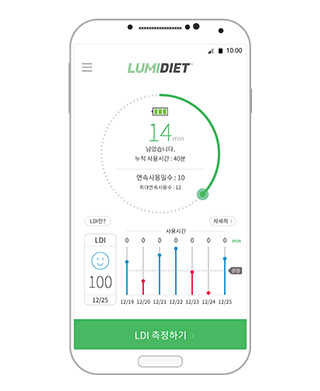 10:00
LUMIDIET
14 min
남았습니다.
누적 사용시간 : 40분
연속사용일수 : 10
최대연속사용수 : 12
LDI란?
자세히 >
LDI
100
12/25
사용시간
0 0 0 0 0 0 0 min
권장
12/19 12/20 12/21 12/22 12/23 12/24 12/25
LDI 측정하기 >